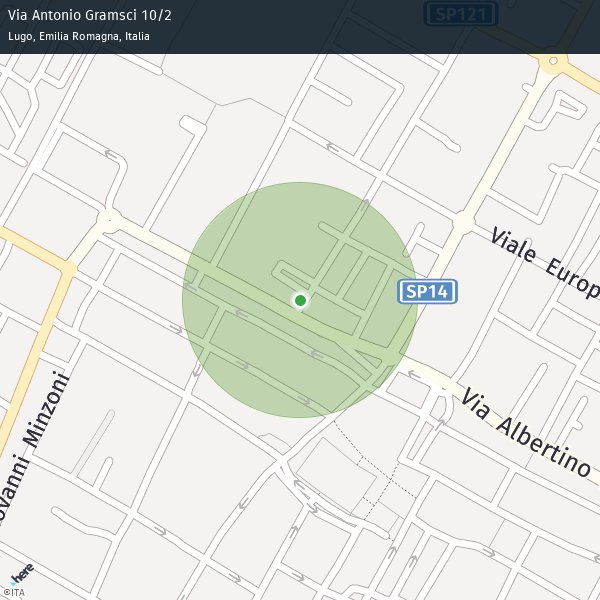 Via Antonio Gramsci 10/2
Lugo, Emilia Romagna, Italia
SP121
Viale Europ
SP14
Via Albertino
ovanni Minzoni
here
©ITA